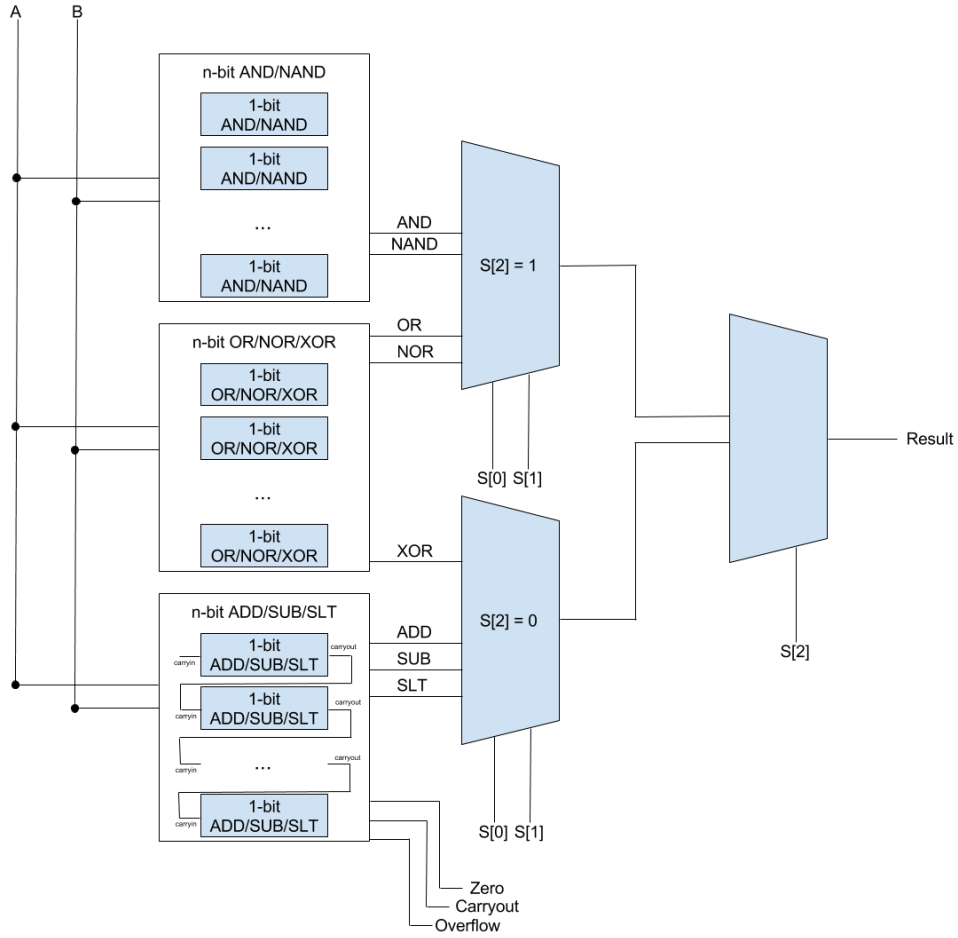 A
B
n-bit AND/NAND
1-bit
AND/NAND
1-bit
AND/NAND
...
1-bit
AND/NAND
AND
NAND
S[2] = 1
OR
NOR
S[0]
S[1]
n-bit OR/NOR/XOR
1-bit
OR/NOR/XOR
1-bit
OR/NOR/XOR
...
1-bit
OR/NOR/XOR
XOR
Result
S[2]
n-bit ADD/SUB/SLT
carryin
1-bit
ADD/SUB/SLT
carryout
carryin
1-bit
ADD/SUB/SLT
carryout
carryin
...
carryout
carryin
1-bit
ADD/SUB/SLT
ADD
SUB
SLT
S[2] = 0
S[0]
S[1]
Zero
Carryout
Overflow